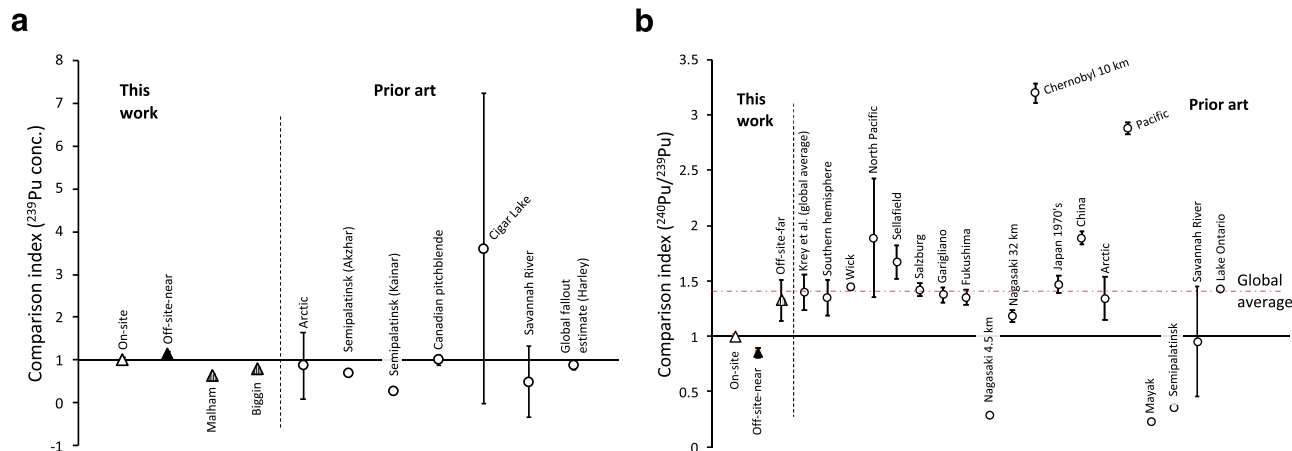 a
Comparison index (²³⁹Pu conc.)
8
7
6
5
4
3
2
1
0
-1
This
work
Prior art
On-site
Off-site-near
Malham
Biggin
Arctic
Semipalatinsk (Akzhar)
Semipalatinsk (Kainar)
Canadian pitchblende
Cigar Lake
Savannah River
Global fallout
estimate (Harley)
b
Comparison index (²⁴⁰Pu/²³⁹Pu)
3.5
3
2.5
2
1.5
1
0.5
0
This
work
Prior art
On-site
Off-site-near
Off-site-far
Krey et al. (global average)
Southern hemisphere
Wick
North Pacific
Sellafield
Salzburg
Garigliano
Fukushima
Nagasaki 4.5 km
Nagasaki 32 km
Chernobyl 10 km
Japan 1970's
China
Arctic
Pacific
Mayak
Semipalatinsk
Savannah River
Lake Ontario
Global
average